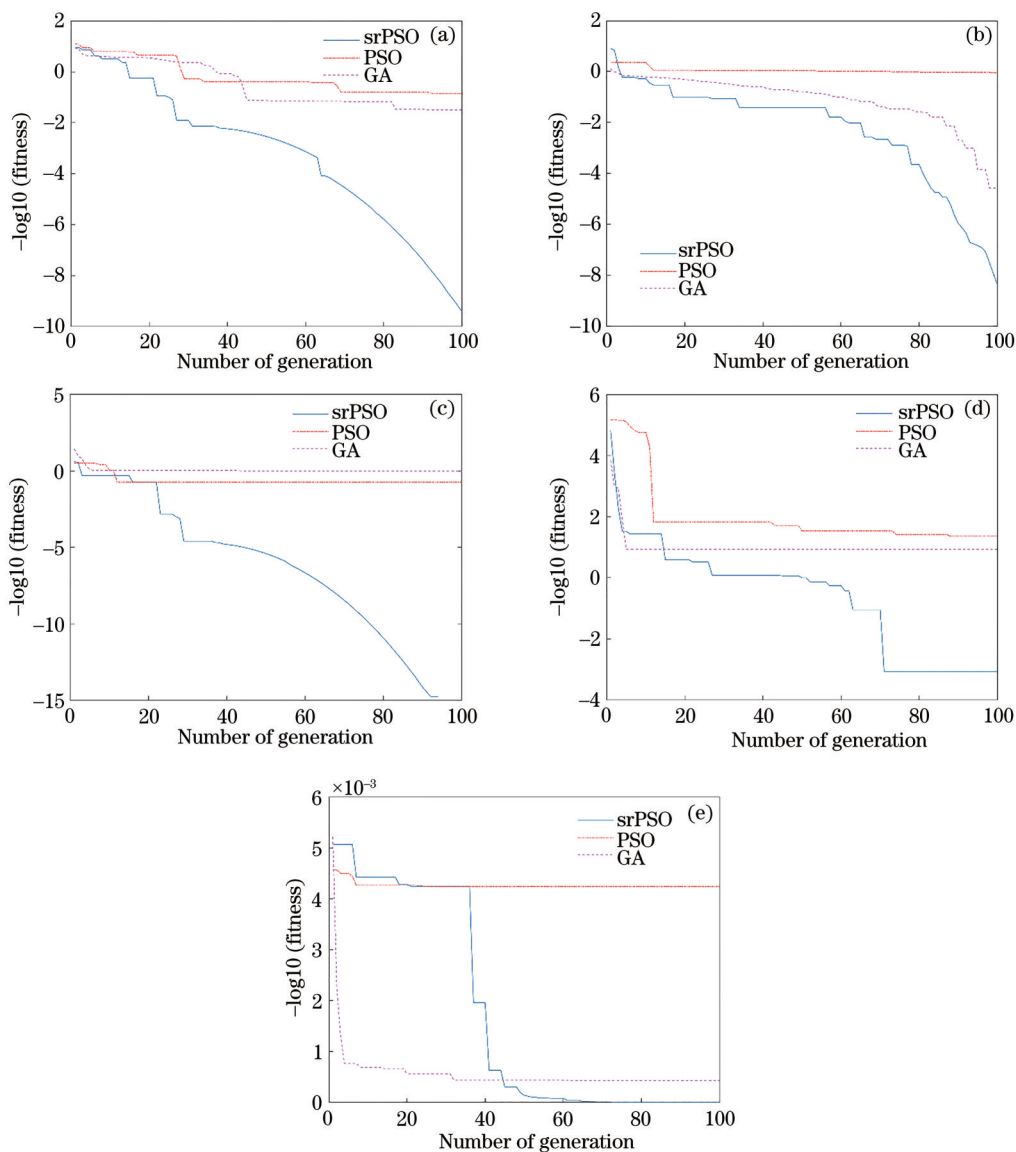 (a)
srPSO
PSO
GA
2
0
−2
−4
−6
−8
−10
−log10 (fitness)
0 20 40 60 80 100
Number of generation
(b)
srPSO
PSO
GA
2
0
−2
−4
−6
−8
−10
−log10 (fitness)
0 20 40 60 80 100
Number of generation
(c)
srPSO
PSO
GA
5
0
−5
−10
−15
−log10 (fitness)
0 20 40 60 80 100
Number of generation
(d)
srPSO
PSO
GA
6
4
2
0
−2
−4
−log10 (fitness)
0 20 40 60 80 100
Number of generation
×10⁻³
(e)
srPSO
PSO
GA
6
5
4
3
2
1
0
−log10 (fitness)
0 20 40 60 80 100
Number of generation